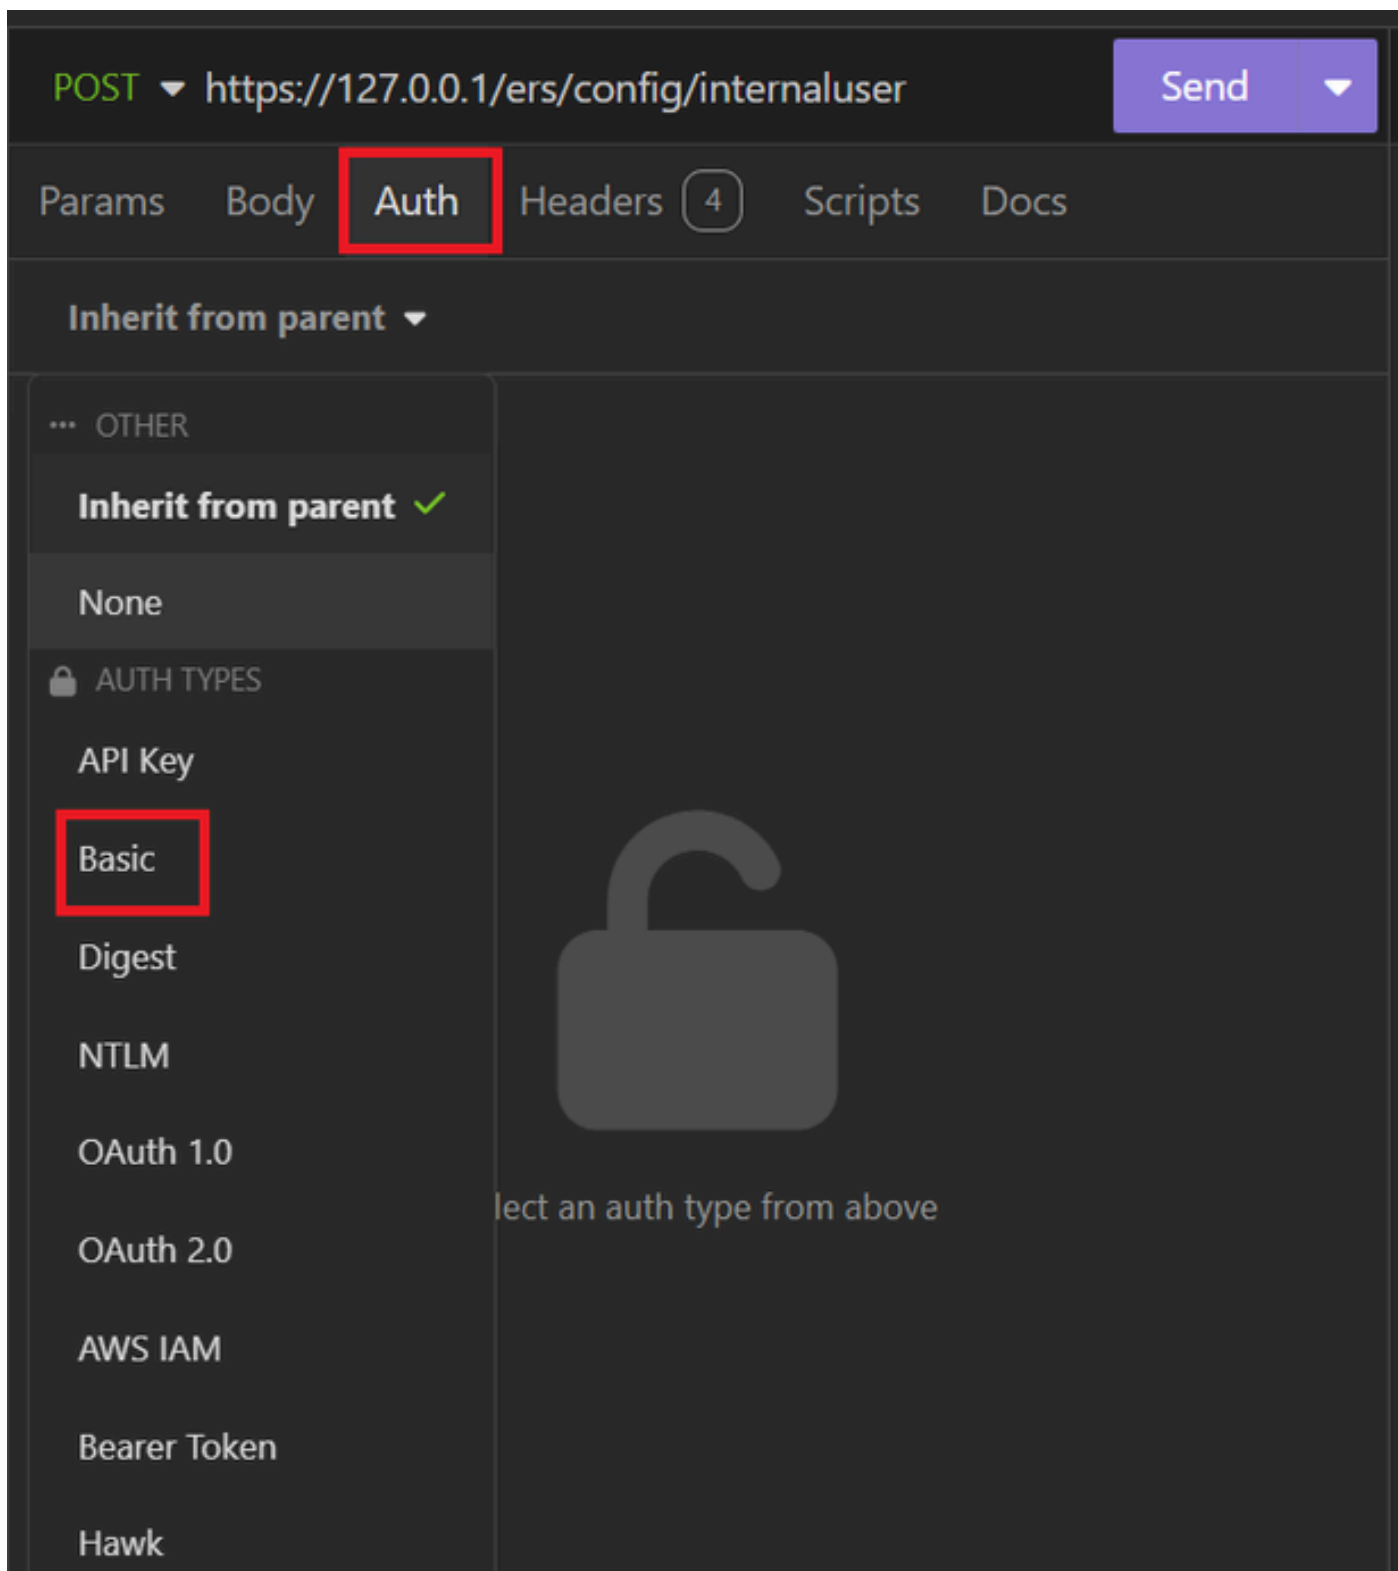 POST https://127.0.0.1/ers/config/internaluser Send
Params Body Auth Headers 4 Scripts Docs
Inherit from parent
OTHER
Inherit from parent
None
AUTH TYPES
API Key
Basic
Digest
NTLM
OAuth 1.0
lect an auth type from above
OAuth 2.0
AWS IAM
Bearer Token
Hawk